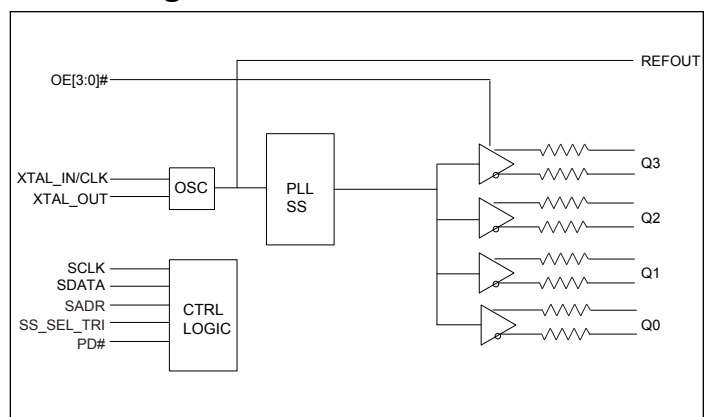 REFOUT
OE[3:0]#
XTAL_IN/CLK
XTAL_OUT
OSC
PLL
SS
Q3
Q2
Q1
Q0
SCLK
SDATA
SADR
SS_SEL_TRI
PD#
CTRL
LOGIC